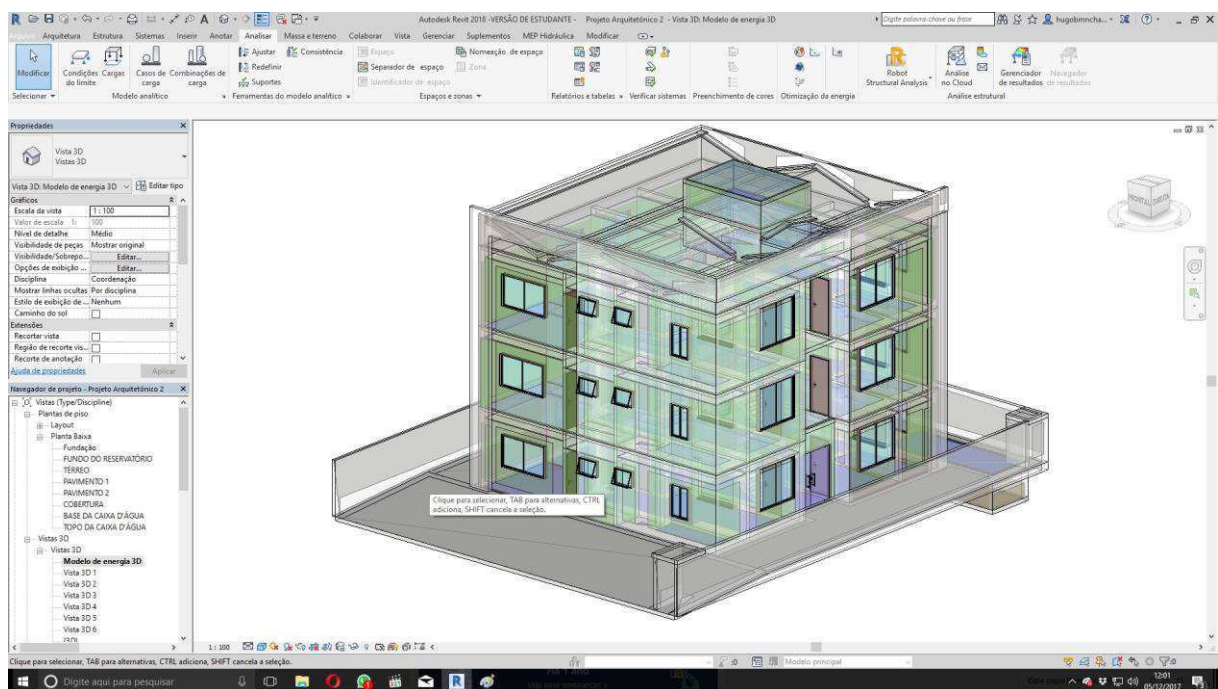 Autodesk Revit 2018 -VERSÃO DE ESTUDANTE - Projeto Arquitetônico 2 - Vista 3D: Modelo de energia 3D
Digite palavra-chave ou frase
hugobmncha...
Arquitetura Estrutura Sistemas Inserir Anotar Analisar Massa e terreno Colaborar Vista Gerenciar Suplementos MEP Hidráulica Modificar
Modificar
Condições do limite
Cargas
Casos de carga
Combinações de carga
Ajustar
Redefinir
Suportes
Consistência
Espaço
Separador de espaço
Identificador de espaço
Nomeação de espaço
Zona
Robot Structural Analysis
Análise no Cloud
Gerenciador de resultados
Navegador de resultados
Selecionar
Modelo analítico
Ferramentas do modelo analítico
Espaços e zonas
Relatórios e tabelas
Verificar sistemas
Preenchimento de cores
Otimização da energia
Análise estrutural
Propriedades
Vista 3D
Vistas 3D
Vista 3D: Modelo de energia 3D Editar tipo
Gráficos
Escala da vista 1 : 100
Valor de escala 1: 100
Nível de detalhe Médio
Visibilidade de peças Mostrar original
Visibilidade/Sobrepo... Editar...
Opções de exibição ... Editar...
Disciplina Coordenação
Mostrar linhas ocultas Por disciplina
Estilo de exibição de ... Nenhum
Caminho do sol
Extensões
Recortar vista
Região de recorte vis...
Recorte de anotação
Ajuda de propriedades Aplicar
Navegador de projeto - Projeto Arquitetônico 2
Vistas (Type/Discipline)
Plantas de piso
Layout
Planta Baixa
Fundação
FUNDO DO RESERVATÓRIO
TÉRREO
PAVIMENTO 1
PAVIMENTO 2
COBERTURA
BASE DA CAIXA D'ÁGUA
TOPO DA CAIXA D'ÁGUA
Vistas 3D
Vistas 3D
Modelo de energia 3D
Vista 3D 1
Vista 3D 2
Vista 3D 3
Vista 3D 4
Vista 3D 5
Vista 3D 6
{3D}
FRONTAL DIREITA
Clique para selecionar, TAB para alternativas, CTRL
adiciona, SHIFT cancela a seleção.
1 : 100
Clique para selecionar, TAB para alternativas, CTRL adiciona, SHIFT cancela a seleção.
:0
Modelo principal
:0
Digite aqui para pesquisar
12:01
05/12/2017